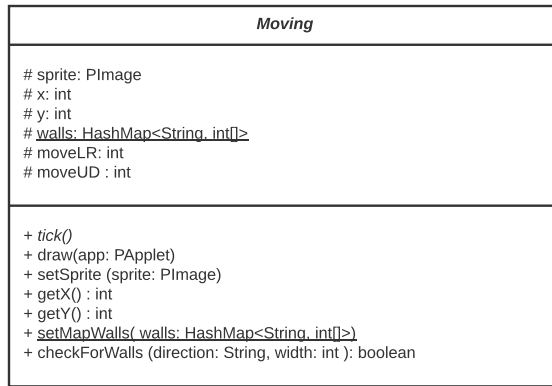 Moving
# sprite: PImage
# x: int
# y: int
# walls: HashMap<String, int[]>
# moveLR: int
# moveUD : int
+ tick()
+ draw(app: PApplet)
+ setSprite (sprite: PImage)
+ getX() : int
+ getY() : int
+ setMapWalls( walls: HashMap<String, int[]>)
+ checkForWalls (direction: String, width: int ): boolean